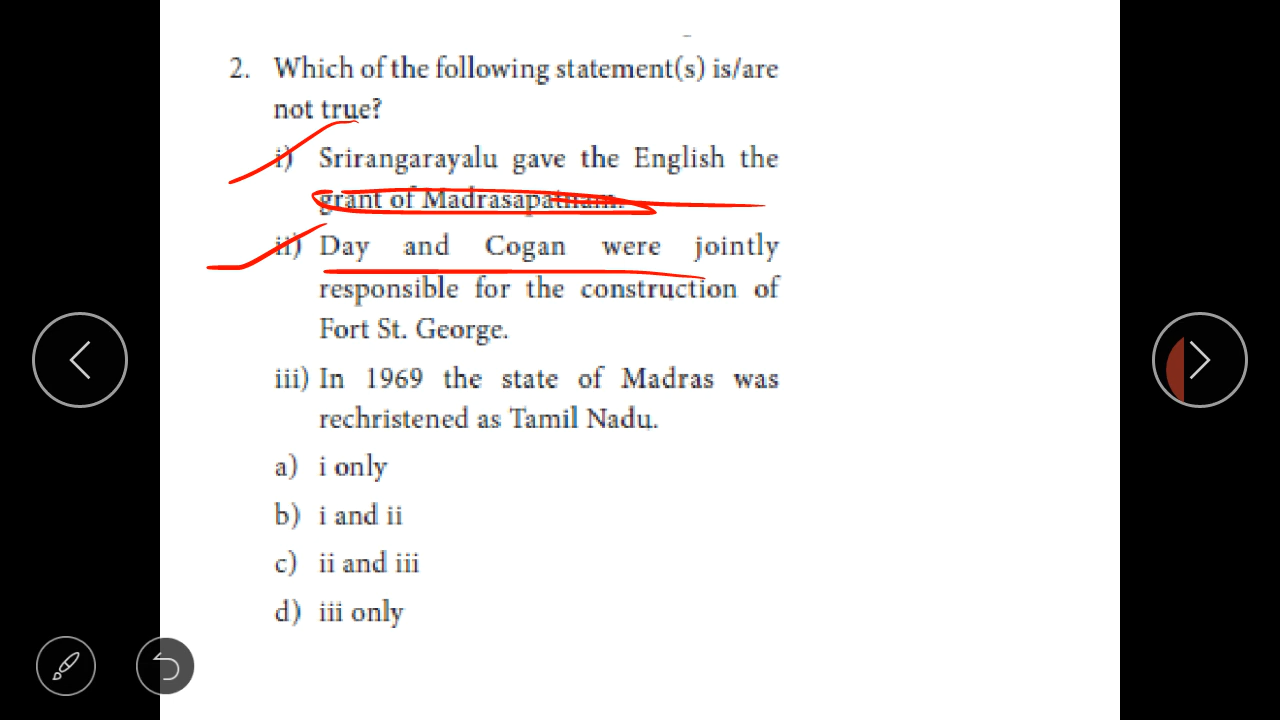 2. Which of the following statement(s) is/are
not true?
i) Srirangarayalu gave the English the
grant of Madrasapatnam.
ii) Day and Cogan were jointly
responsible for the construction of
Fort St. George.
iii) In 1969 the state of Madras was
rechristened as Tamil Nadu.
a) i only
b) i and ii
c) ii and iii
d) iii only